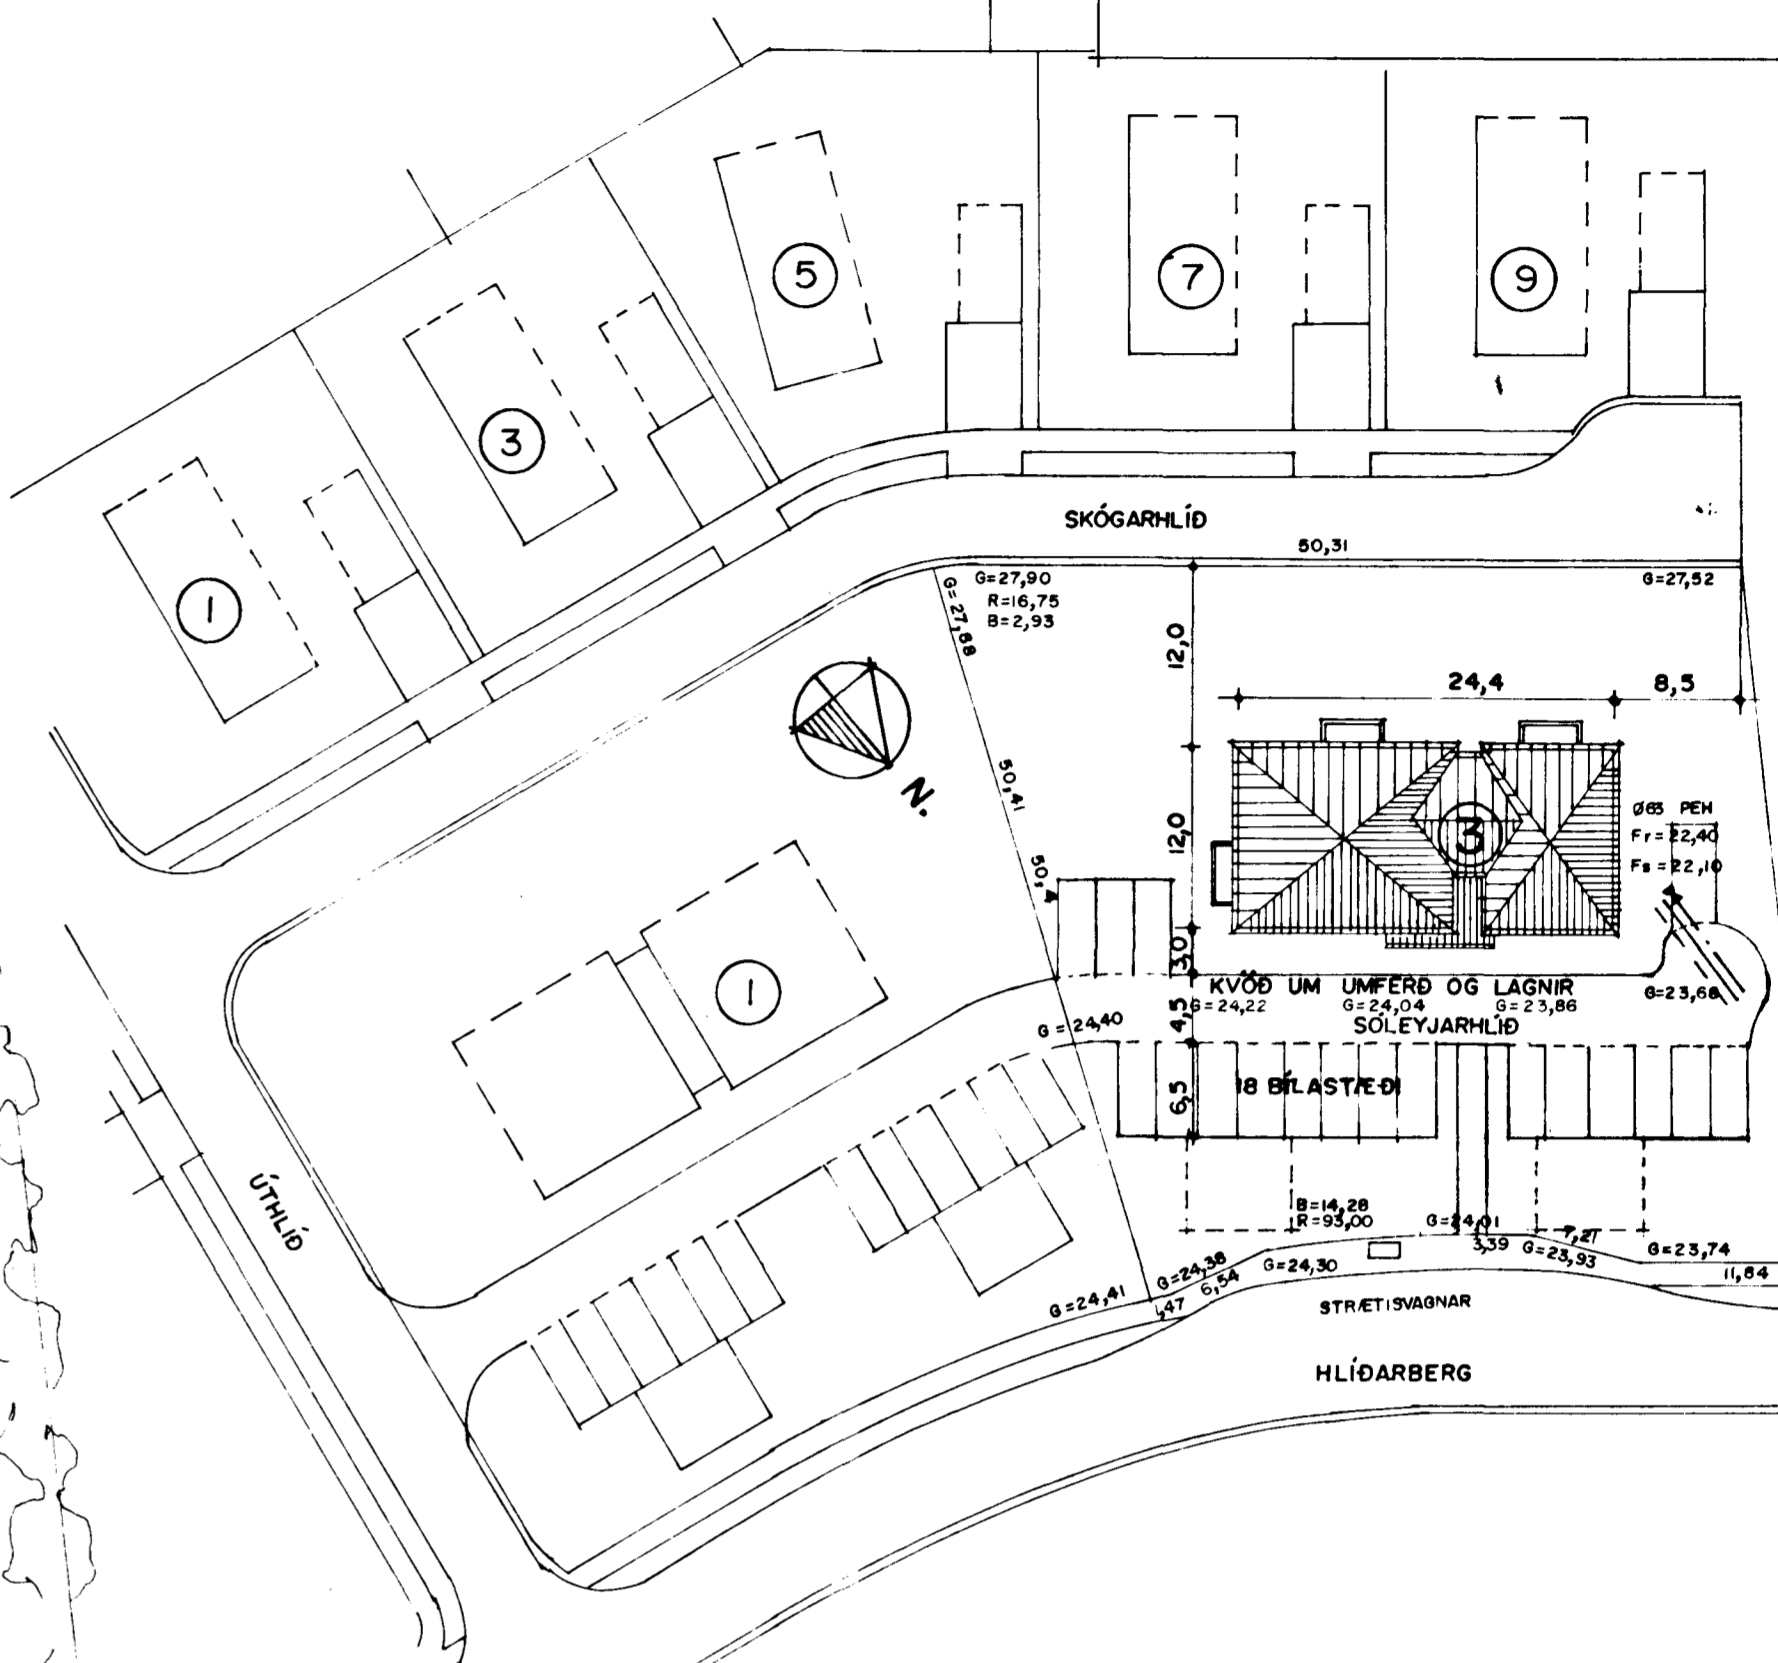 5
7
9
3
1
SKÓGARHLÍÐ
50,31
G=27,90
R=16,75
B=2,93
G=27,88
G=27,52
12,0
24,4
8,5
N.
50,41
50,4
12,0
3
Ø63 PEH
Fr=22,40
Fs=22,10
3,0
1
KVÖÐ UM UMFERÐ OG LAGNIR
G=24,22
G=24,04
G=23,86
G=23,68
4,5
G=24,40
SÓLEYJARHLÍÐ
6,5
18 BÍLASTÆÐI
ÚTHLÍÐ
B=14,28
R=93,00
G=24,01
7,21
3,39
G=23,93
G=23,74
11,84
G=24,38
6,54
G=24,30
G=24,41
1,47
STRÆTISVAGNAR
HLÍÐARBERG